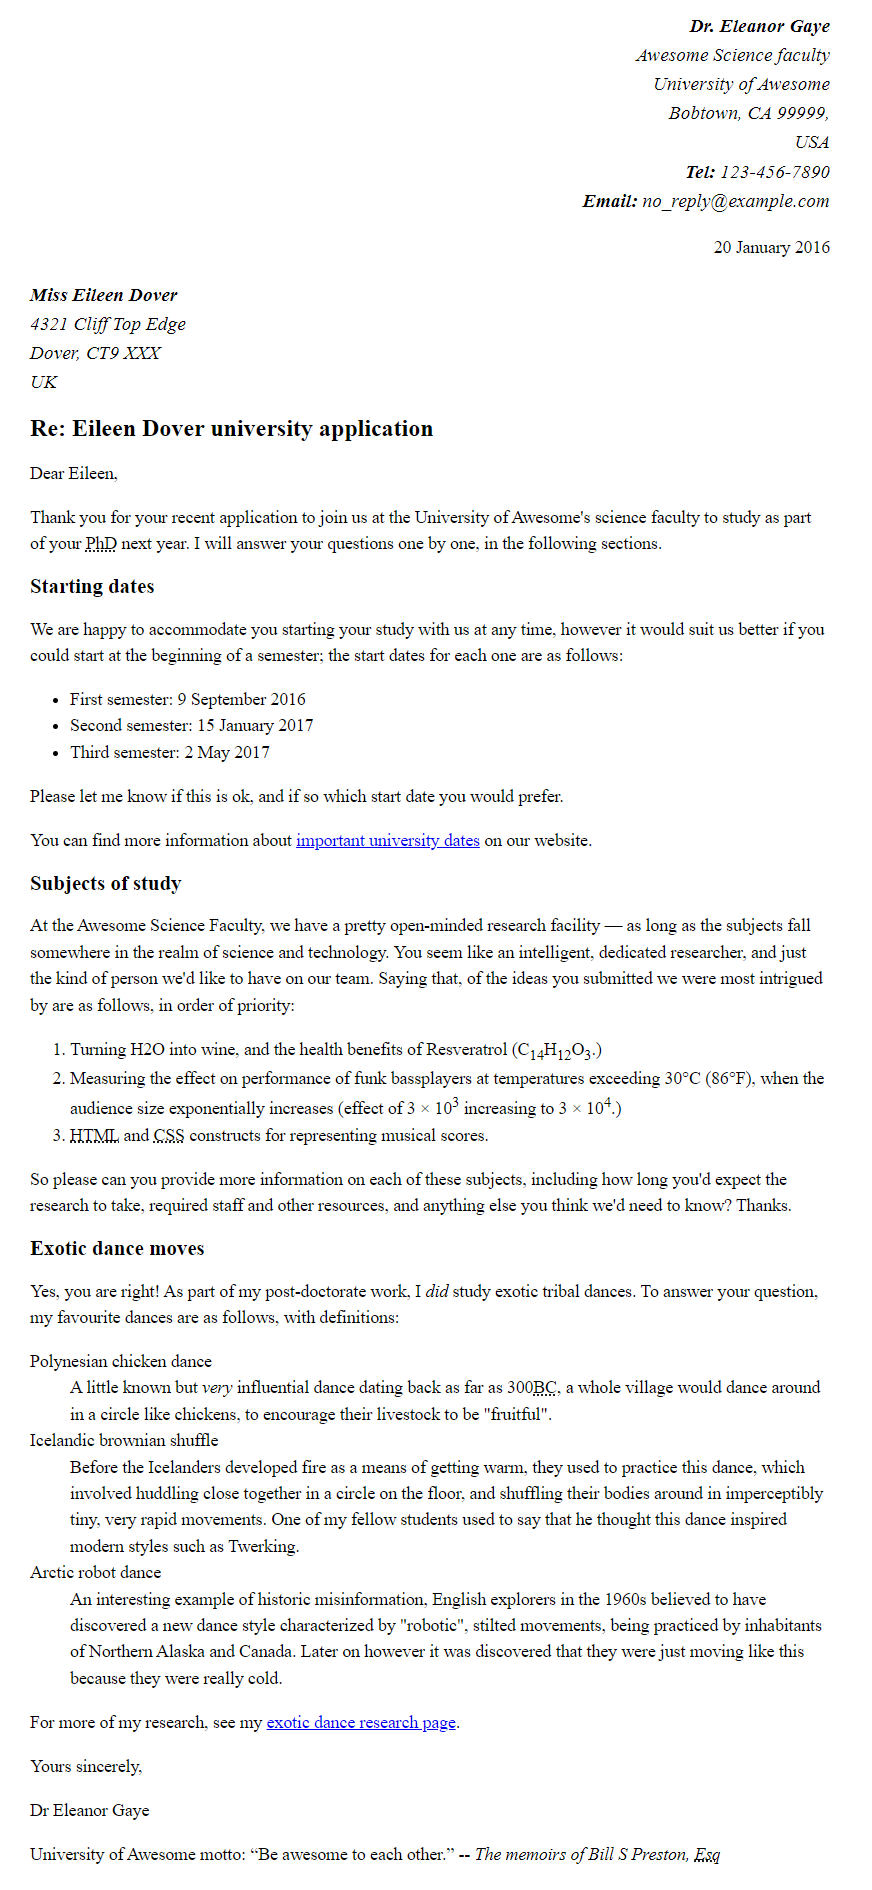 Dr. Eleanor Gaye
Awesome Science faculty
University of Awesome
Bobtown, CA 99999,
USA
Tel: 123-456-7890
Email: no_reply@example.com
20 January 2016
Miss Eileen Dover
4321 Cliff Top Edge
Dover, CT9 XXX
UK
Re: Eileen Dover university application
Dear Eileen,
Thank you for your recent application to join us at the University of Awesome's science faculty to study as part
of your PhD next year. I will answer your questions one by one, in the following sections.
Starting dates
We are happy to accommodate you starting your study with us at any time, however it would suit us better if you
could start at the beginning of a semester; the start dates for each one are as follows:
• First semester: 9 September 2016
• Second semester: 15 January 2017
• Third semester: 2 May 2017
Please let me know if this is ok, and if so which start date you would prefer.
You can find more information about important university dates on our website.
Subjects of study
At the Awesome Science Faculty, we have a pretty open-minded research facility — as long as the subjects fall
somewhere in the realm of science and technology. You seem like an intelligent, dedicated researcher, and just
the kind of person we'd like to have on our team. Saying that, of the ideas you submitted we were most intrigued
by are as follows, in order of priority:
1. Turning H2O into wine, and the health benefits of Resveratrol (C₁₄H₁₂O₃.)
2. Measuring the effect on performance of funk bassplayers at temperatures exceeding 30°C (86°F), when the
audience size exponentially increases (effect of 3 × 10³ increasing to 3 × 10⁴.)
3. HTML and CSS constructs for representing musical scores.
So please can you provide more information on each of these subjects, including how long you'd expect the
research to take, required staff and other resources, and anything else you think we'd need to know? Thanks.
Exotic dance moves
Yes, you are right! As part of my post-doctorate work, I did study exotic tribal dances. To answer your question,
my favourite dances are as follows, with definitions:
Polynesian chicken dance
A little known but very influential dance dating back as far as 300BC, a whole village would dance around
in a circle like chickens, to encourage their livestock to be "fruitful".
Icelandic brownian shuffle
Before the Icelanders developed fire as a means of getting warm, they used to practice this dance, which
involved huddling close together in a circle on the floor, and shuffling their bodies around in imperceptibly
tiny, very rapid movements. One of my fellow students used to say that he thought this dance inspired
modern styles such as Twerking.
Arctic robot dance
An interesting example of historic misinformation, English explorers in the 1960s believed to have
discovered a new dance style characterized by "robotic", stilted movements, being practiced by inhabitants
of Northern Alaska and Canada. Later on however it was discovered that they were just moving like this
because they were really cold.
For more of my research, see my exotic dance research page.
Yours sincerely,
Dr Eleanor Gaye
University of Awesome motto: “Be awesome to each other.” -- The memoirs of Bill S Preston, Esq